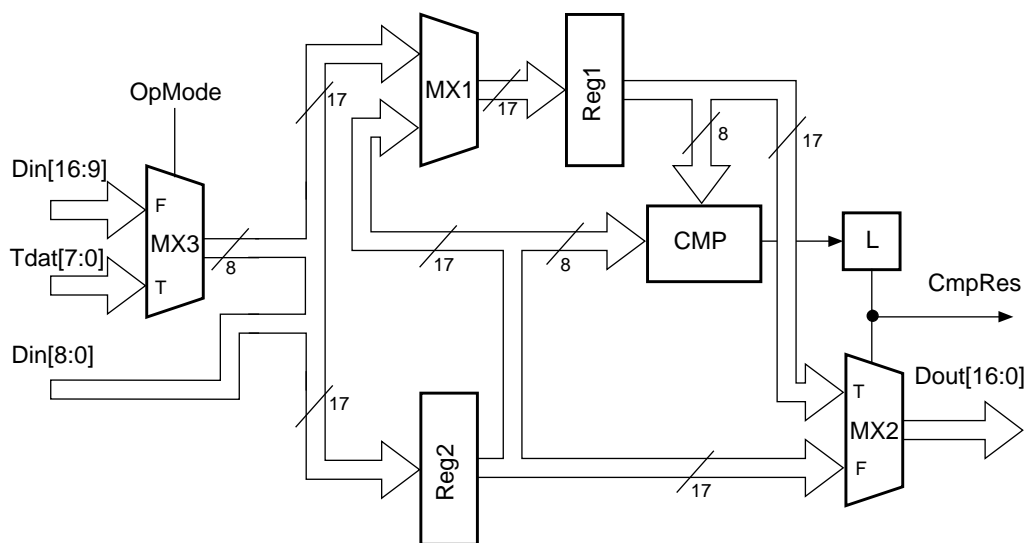 OpMode
Din[16:9]
F
MX3
Tdat[7:0]
T
8
Din[8:0]
17
17
MX1
17
Reg1
8
17
17
8
CMP
L
CmpRes
Reg2
17
T
MX2
F
Dout[16:0]